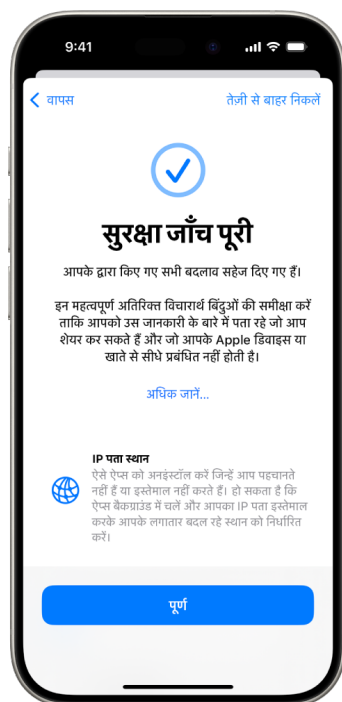 9:41
वापस
तेज़ी से बाहर निकलें
सुरक्षा जाँच पूरी
आपके द्वारा किए गए सभी बदलाव सहेज दिए गए हैं।
इन महत्वपूर्ण अतिरिक्त विचारार्थ बिंदुओं की समीक्षा करें
ताकि आपको उस जानकारी के बारे में पता रहे जो आप
शेयर कर सकते हैं और जो आपके Apple डिवाइस या
खाते से सीधे प्रबंधित नहीं होती है।
अधिक जानें...
IP पता स्थान
ऐसे ऐप्स को अनइंस्टॉल करें जिन्हें आप पहचानते
नहीं हैं या इस्तेमाल नहीं करते हैं। हो सकता है कि
ऐप्स बैकग्राउंड में चलें और आपका IP पता इस्तेमाल
करके आपके लगातार बदल रहे स्थान को निर्धारित
करें।
पूर्ण